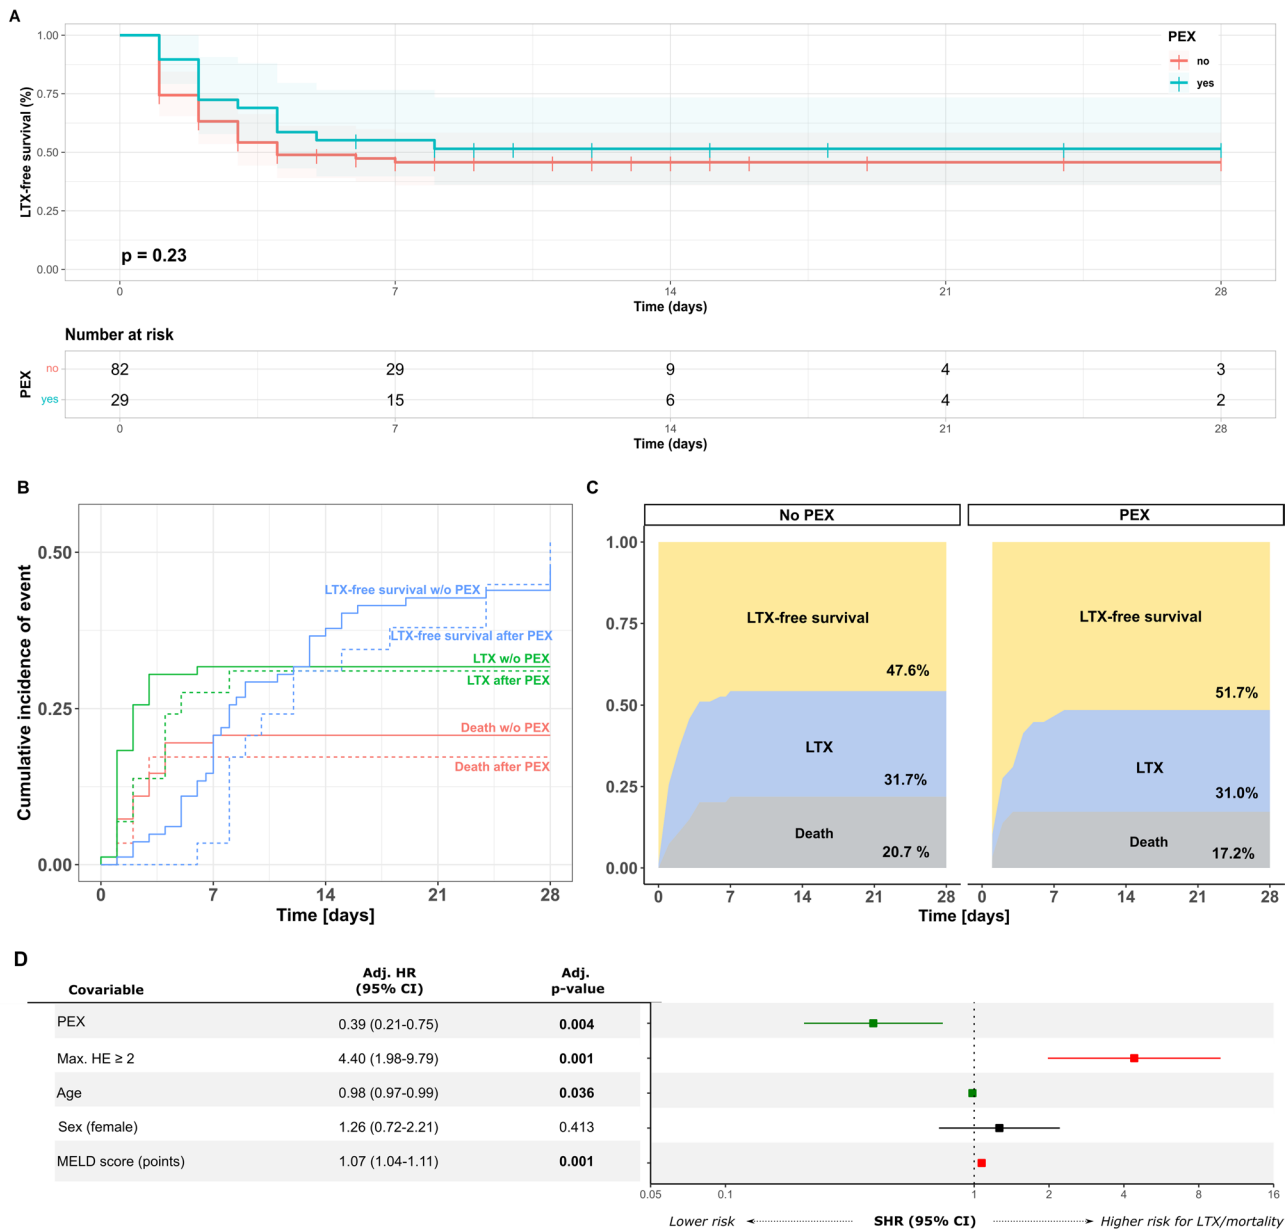 A
LTX-free survival (%)
1.00
0.75
0.50
0.25
0.00
p = 0.23
PEX
no
yes
0 7 14 21 28
Time (days)
Number at risk
PEX
no 82 29 9 4 3
yes 29 15 6 4 2
0 7 14 21 28
Time (days)
B
Cumulative incidence of event
0.50
0.25
0.00
LTX-free survival w/o PEX
LTX-free survival after PEX
LTX w/o PEX
LTX after PEX
Death w/o PEX
Death after PEX
0 7 14 21 28
Time [days]
C
No PEX PEX
1.00
0.75
0.50
0.25
0.00
LTX-free survival
47.6%
LTX
31.7%
Death
20.7 %
LTX-free survival
51.7%
LTX
31.0%
Death
17.2%
0 7 14 21 28 0 7 14 21 28
Time [days]
D
Covariable Adj. HR (95% CI) Adj. p-value
PEX 0.39 (0.21-0.75) 0.004
Max. HE ≥ 2 4.40 (1.98-9.79) 0.001
Age 0.98 (0.97-0.99) 0.036
Sex (female) 1.26 (0.72-2.21) 0.413
MELD score (points) 1.07 (1.04-1.11) 0.001
0.05 0.1 1 2 4 8 16
Lower risk SHR (95% CI) Higher risk for LTX/mortality